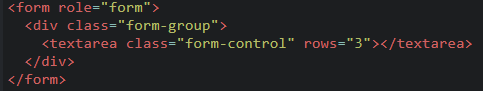 <form role="form">
  <div class="form-group">
    <textarea class="form-control" rows="3"></textarea>
  </div>
</form>